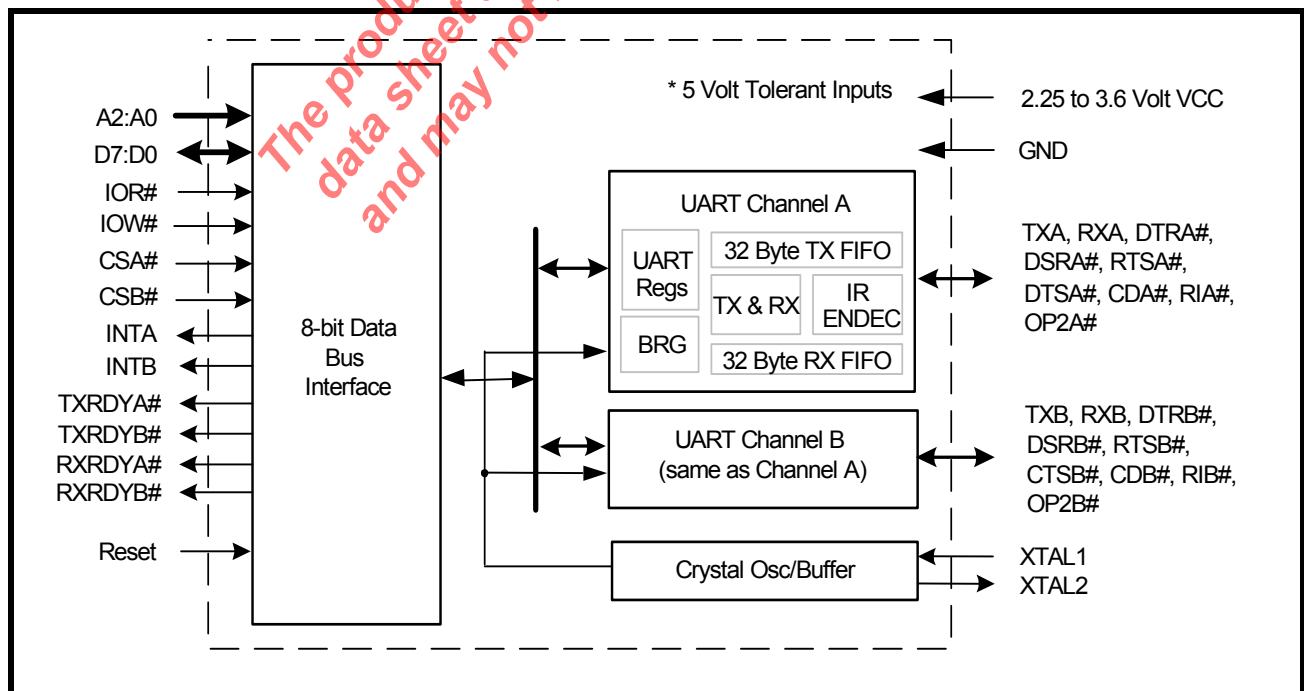 The produ
data sheet
and may not
* 5 Volt Tolerant Inputs
2.25 to 3.6 Volt VCC
GND
A2:A0
D7:D0
IOR#
IOW#
CSA#
CSB#
INTA
INTB
TXRDYA#
TXRDYB#
RXRDYA#
RXRDYB#
Reset
8-bit Data
Bus
Interface
UART Channel A
UART
Regs
BRG
32 Byte TX FIFO
TX & RX
IR
ENDEC
32 Byte RX FIFO
TXA, RXA, DTRA#,
DSRA#, RTSA#,
DTSA#, CDA#, RIA#,
OP2A#
UART Channel B
(same as Channel A)
TXB, RXB, DTRB#,
DSRB#, RTSB#,
CTSB#, CDB#, RIB#,
OP2B#
Crystal Osc/Buffer
XTAL1
XTAL2